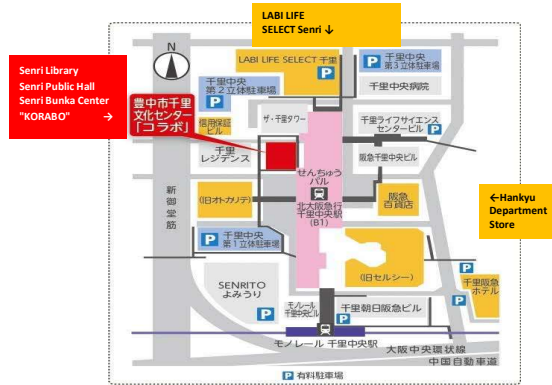 LABI LIFE
SELECT Senri ↓
Senri Library
Senri Public Hall
Senri Bunka Center
"KORABO" →
←Hankyu
Department
Store
N
LABI LIFE SELECT 千里
P
P 千里中央
第3立体駐車場
千里中央病院
千里中央
第2立体駐車場
P
豊中市千里
文化センター
「コラボ」
信用保証
ビル
ザ・千里タワー
千里ライフサイエンス
センタービル P
千里
レジデンス
阪急千里中央ビル
せんちゅう
パル
新御堂筋
(旧オトカリテ)
北大阪急行
千里中央駅
(B1)
阪急
百貨店
P 千里中央
第1立体駐車場
(旧セルシー)
P
千里阪急
ホテル
P
SENRITO
よみうり
P
モノレール
千里中央ビル
千里朝日阪急ビル
P
モノレール 千里中央駅
大阪中央環状線
中国自動車道
P 有料駐車場